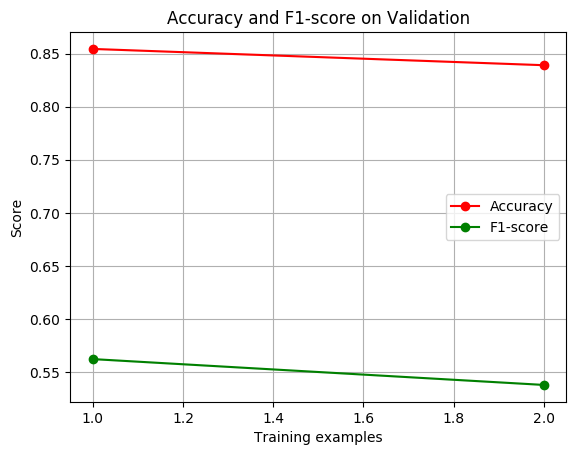 Accuracy and F1-score on Validation
0.85
0.80
0.75
0.70
0.65
0.60
0.55
Score
Accuracy
F1-score
1.0 1.2 1.4 1.6 1.8 2.0
Training examples